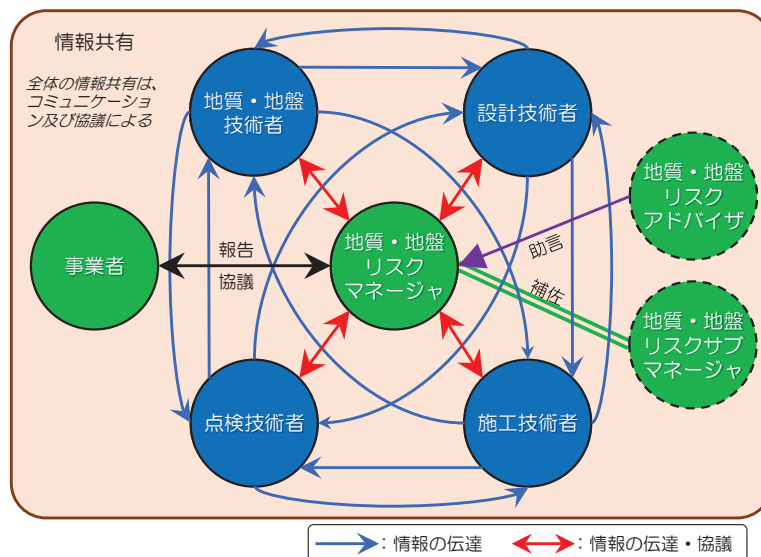 情報共有
全体の情報共有は、
コミュニケーショ
ン及び協議による
地質・地盤
技術者
設計技術者
地質・地盤
リスク
アドバイザ
事業者
報告
協議
地質・地盤
リスク
マネージャ
助言
補佐
地質・地盤
リスクサブ
マネージャ
点検技術者
施工技術者
:情報の伝達
:情報の伝達・協議